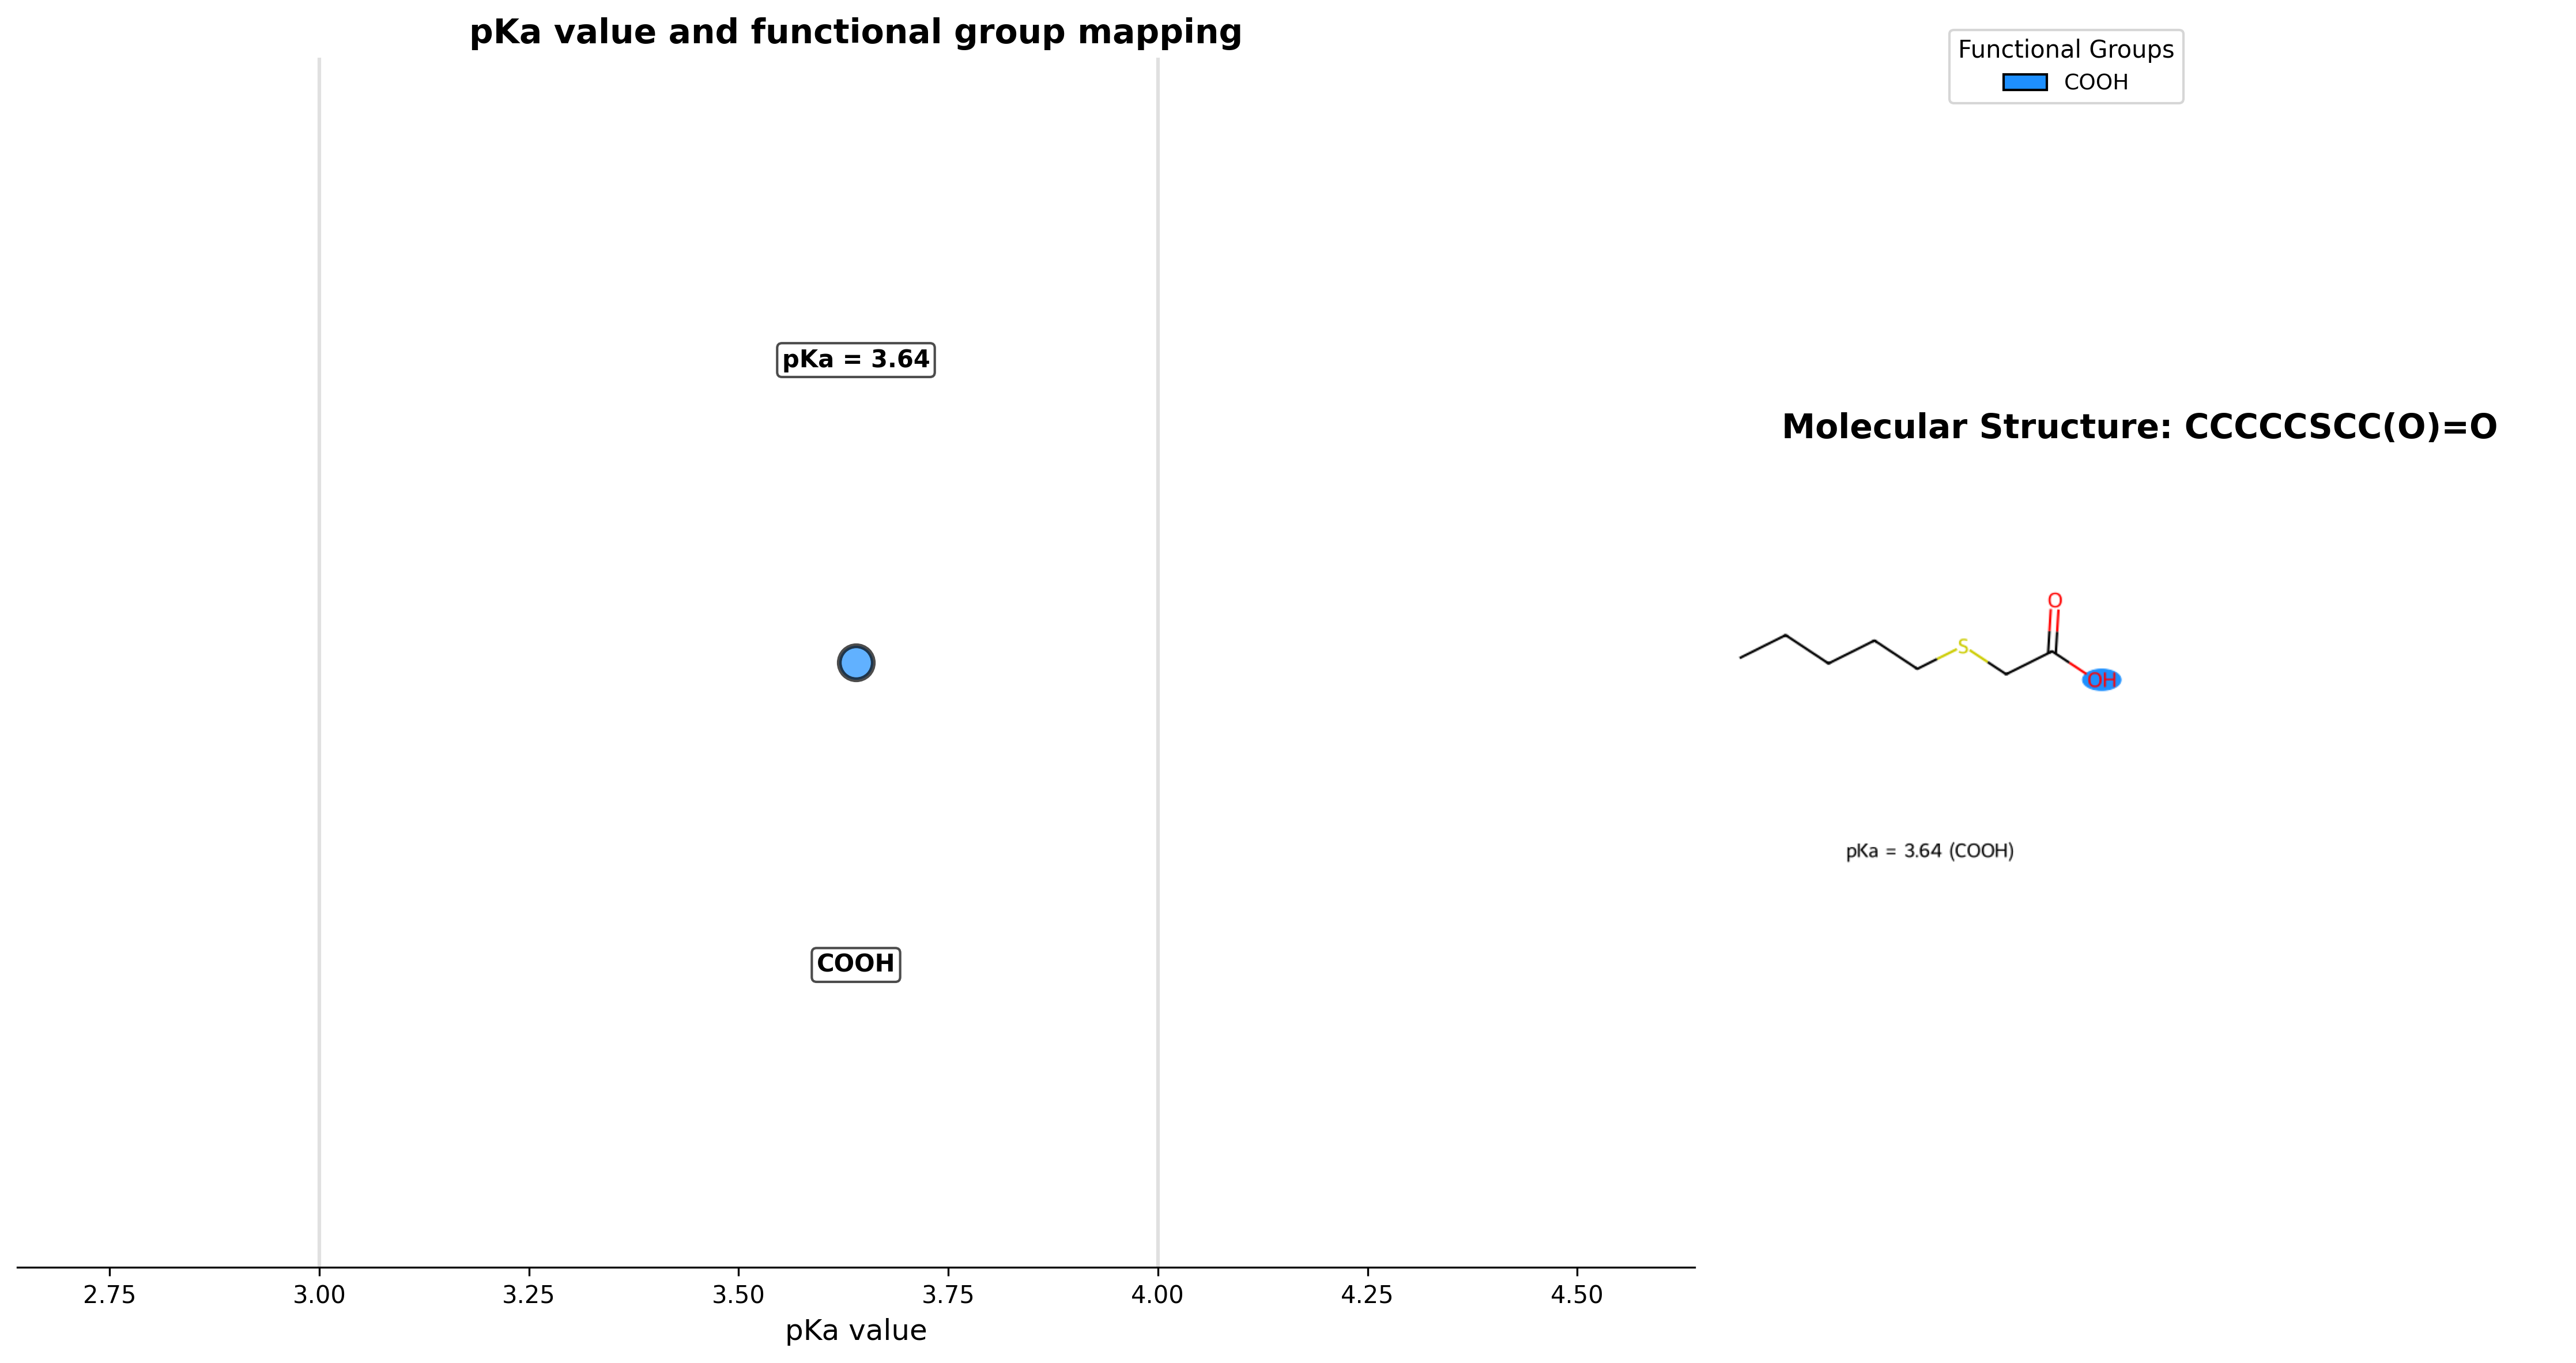 pKa value and functional group mapping
pKa = 3.64
COOH
2.75 3.00 3.25 3.50 3.75 4.00 4.25 4.50
pKa value
Functional Groups
COOH
Molecular Structure: CCCCCSCC(O)=O
O
S
OH
pKa = 3.64 (COOH)